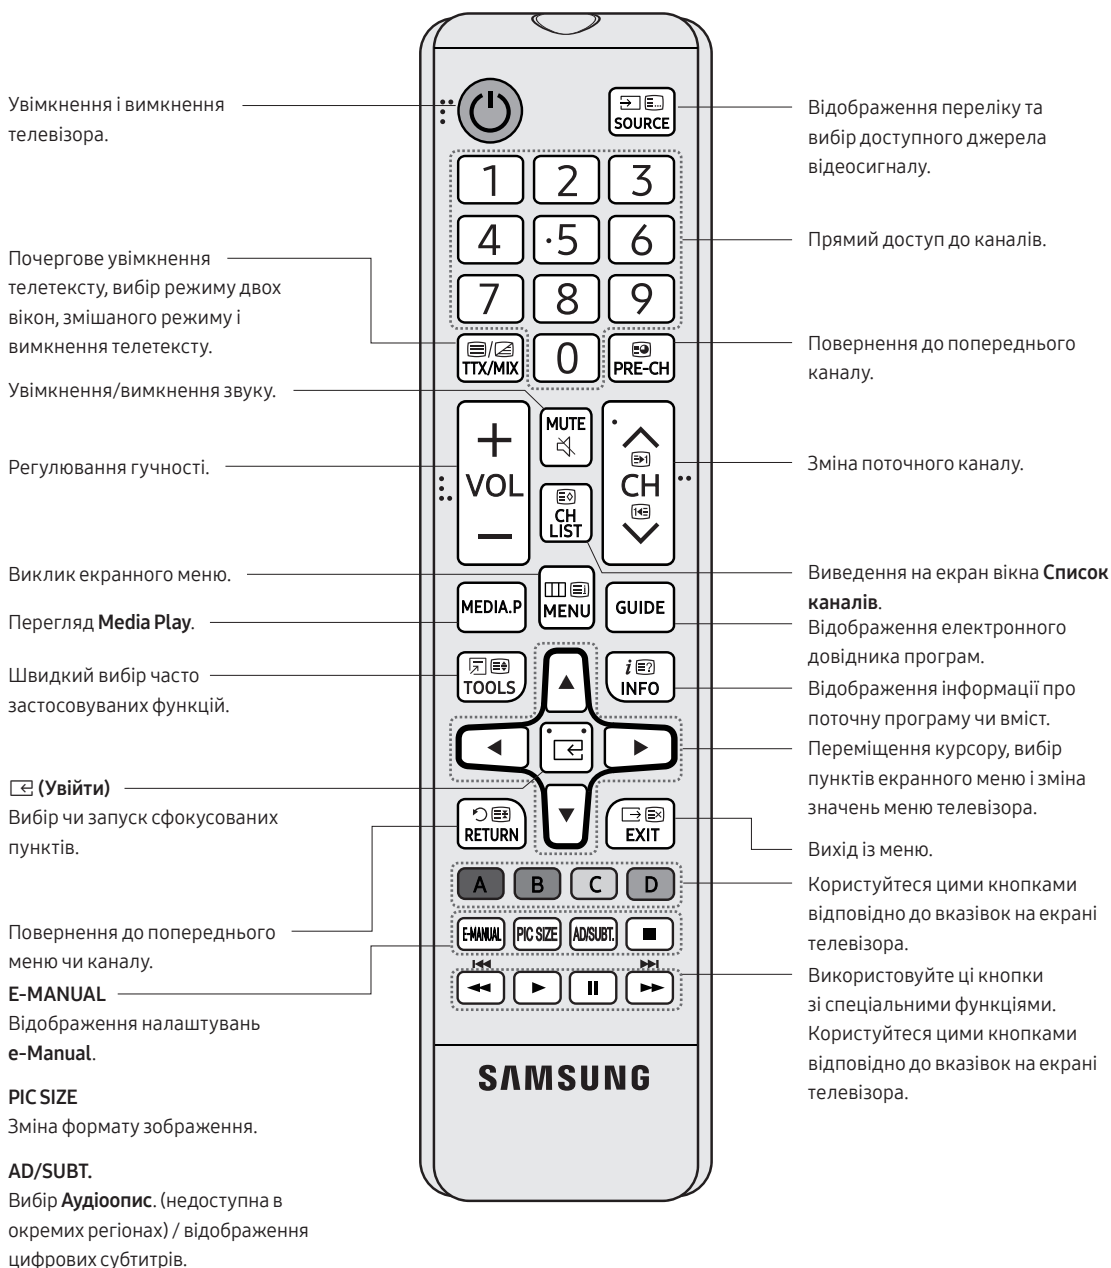 Увімкнення і вимкнення
телевізора.
Почергове увімкнення
телетексту, вибір режиму двох
вікон, змішаного режиму і
вимкнення телетексту.
Увімкнення/вимкнення звуку.
Регулювання гучності.
Виклик екранного меню.
Перегляд Media Play.
Швидкий вибір часто
застосовуваних функцій.
(Увійти)
Вибір чи запуск сфокусованих
пунктів.
Повернення до попереднього
меню чи каналу.
E-MANUAL
Відображення налаштувань
e-Manual.
PIC SIZE
Зміна формату зображення.
AD/SUBT.
Вибір Аудіоопис. (недоступна в
окремих регіонах) / відображення
цифрових субтитрів.
SOURCE
1 2 3
4 5 6
7 8 9
TTX/MIX 0 PRE-CH
MUTE
VOL
CH
CH
LIST
MEDIA.P
MENU
GUIDE
TOOLS
INFO
RETURN
EXIT
A B C D
E-MANUAL PIC SIZE AD/SUBT.
SAMSUNG
Відображення переліку та
вибір доступного джерела
відеосигналу.
Прямий доступ до каналів.
Повернення до попереднього
каналу.
Зміна поточного каналу.
Виведення на екран вікна Список
каналів.
Відображення електронного
довідника програм.
Відображення інформації про
поточну програму чи вміст.
Переміщення курсору, вибір
пунктів екранного меню і зміна
значень меню телевізора.
Вихід із меню.
Користуйтеся цими кнопками
відповідно до вказівок на екрані
телевізора.
Використовуйте ці кнопки
зі спеціальними функціями.
Користуйтеся цими кнопками
відповідно до вказівок на екрані
телевізора.